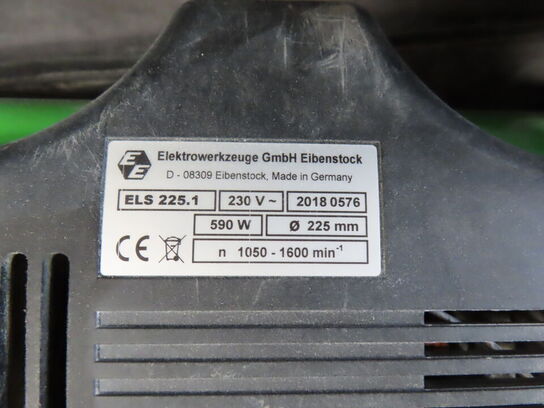 EE Elektrowerkzeuge GmbH Eibenstock
D - 08309 Eibenstock, Made in Germany
ELS 225.1 230 V ~ 2018 0576
590 W Ø 225 mm
CE n 1050 - 1600 min⁻¹